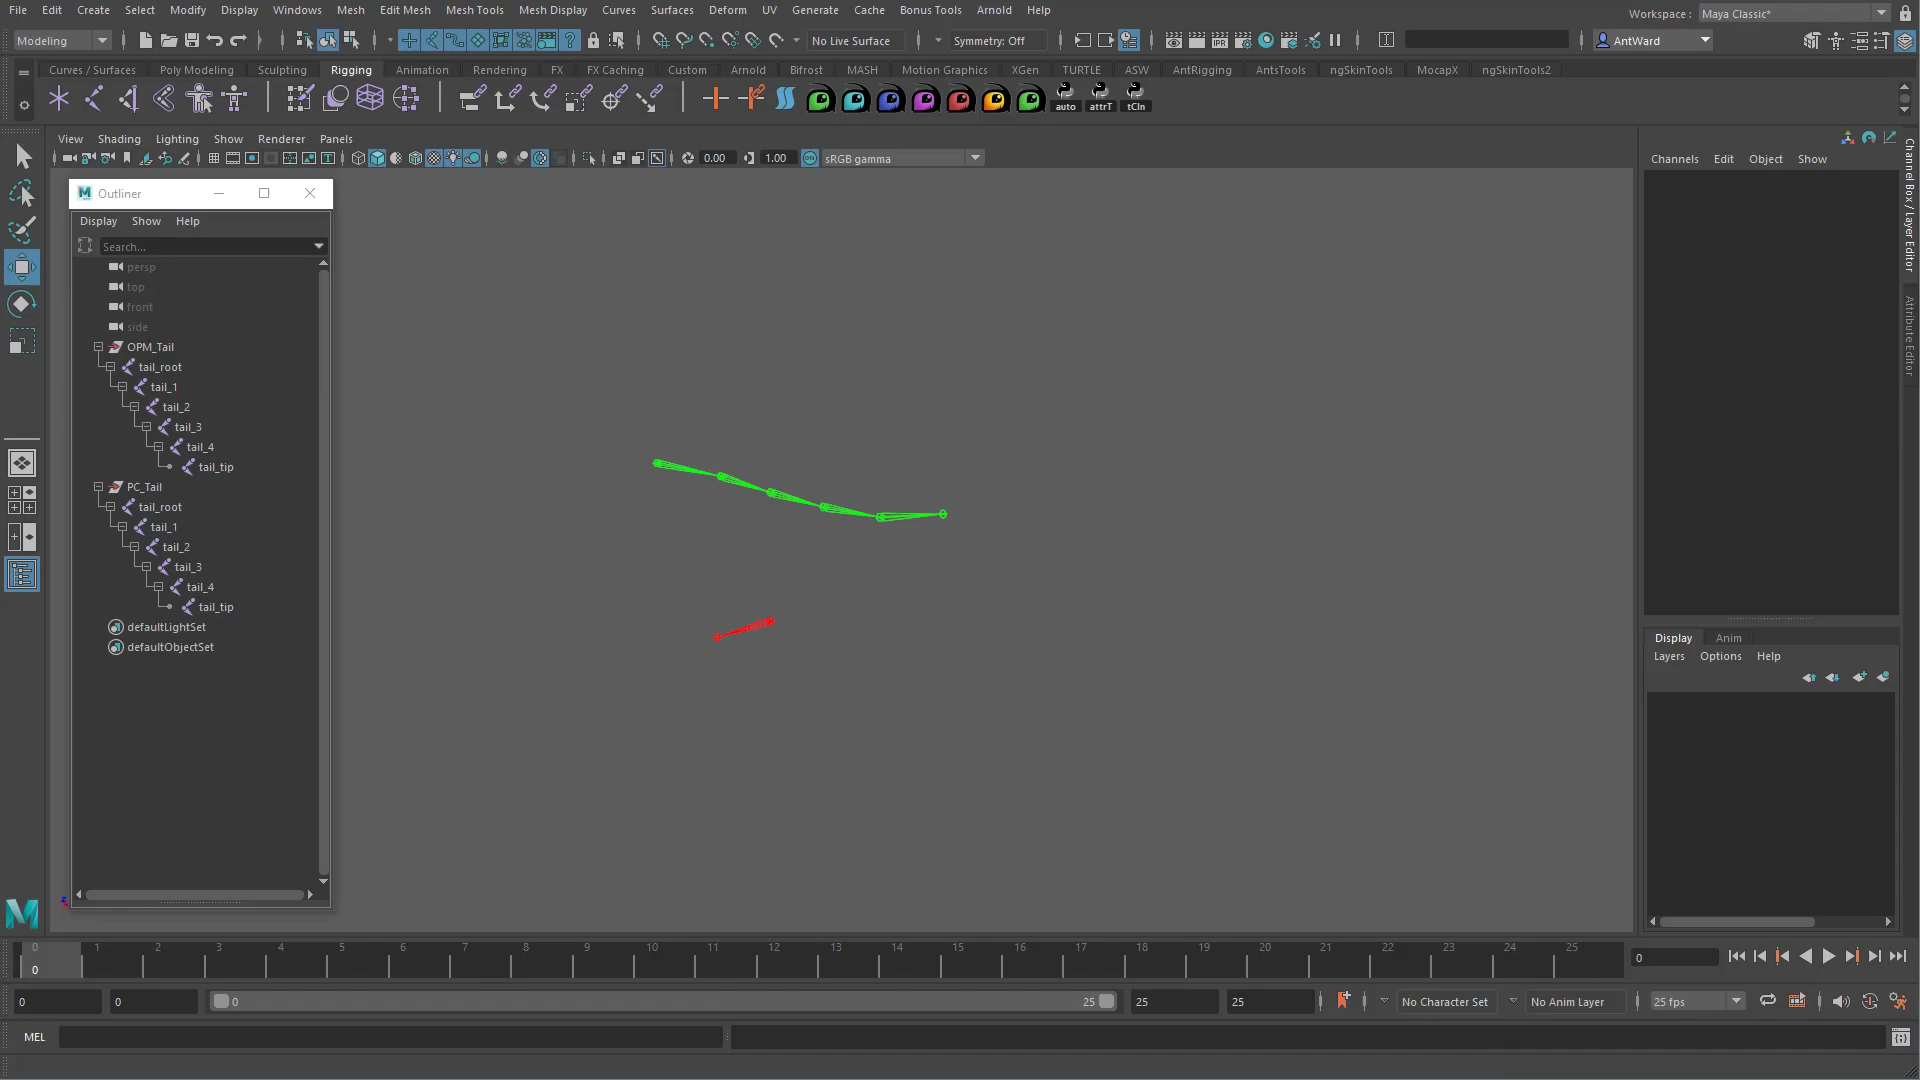 File Edit Create Select Modify Display Windows Mesh Edit Mesh Mesh Tools Mesh Display Curves Surfaces Deform UV Generate Cache Bonus Tools Arnold Help
Workspace : Maya Classic*
Modeling No Live Surface Symmetry: Off AntWard
Curves / Surfaces Poly Modeling Sculpting Rigging Animation Rendering FX FX Caching Custom Arnold Bifrost MASH Motion Graphics XGen TURTLE ASW AntRigging AntsTools ngSkinTools MocapX ngSkinTools2
auto attrT tCln
View Shading Lighting Show Renderer Panels
0.00 1.00 ON sRGB gamma
Channels Edit Object Show
Channel Box / Layer Editor
Attribute Editor
M Outliner
Display Show Help
Search...
persp
top
front
side
OPM_Tail
tail_root
tail_1
tail_2
tail_3
tail_4
tail_tip
PC_Tail
tail_root
tail_1
tail_2
tail_3
tail_4
tail_tip
defaultLightSet
defaultObjectSet
Display Anim
Layers Options Help
0 1 2 3 4 5 6 7 8 9 10 11 12 13 14 15 16 17 18 19 20 21 22 23 24 25
0 0
0 0 0 25 25 25 No Character Set No Anim Layer 25 fps
MEL